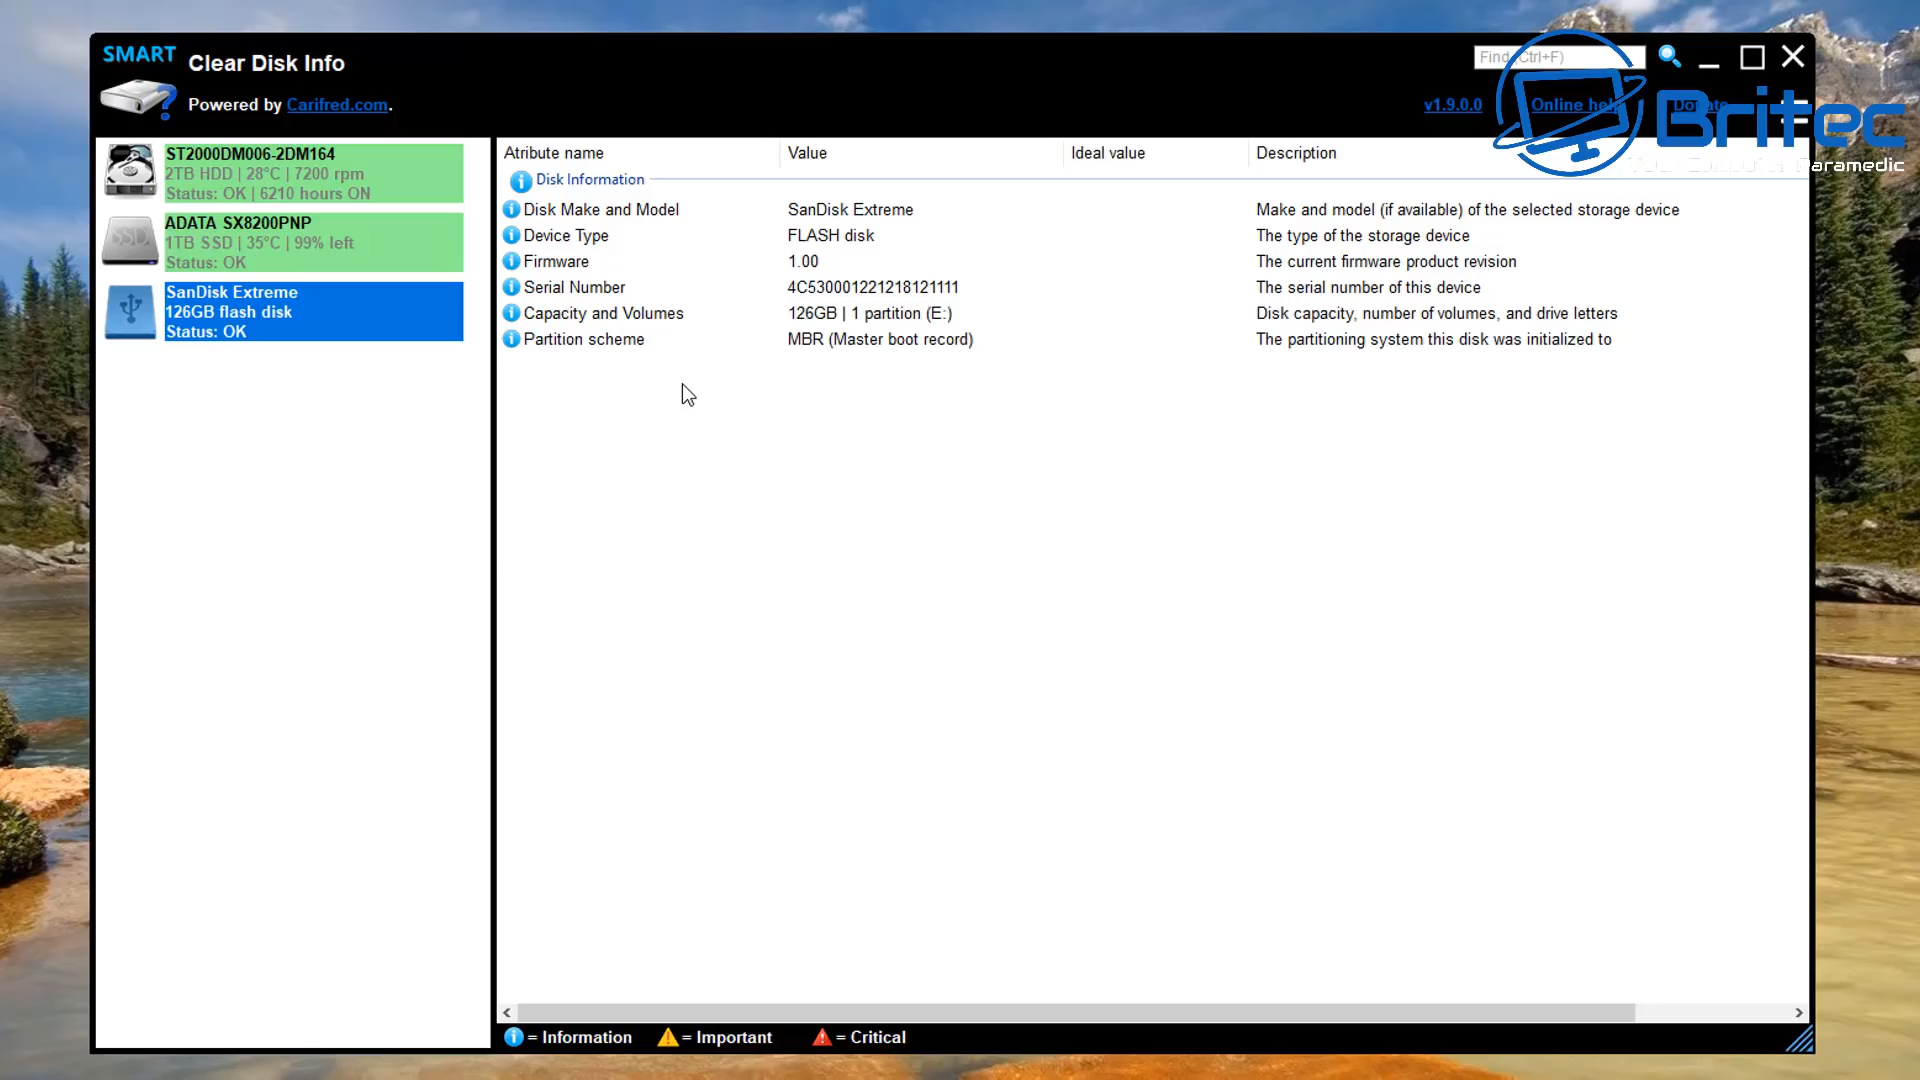 SMART
Clear Disk Info
Powered by Carifred.com.
Find (Ctrl+F)
v1.9.0.0
Online help
Donate
Britec
Paramedic
ST2000DM006-2DM164
2TB HDD | 28°C | 7200 rpm
Status: OK | 6210 hours ON
SSD
ADATA SX8200PNP
1TB SSD | 35°C | 99% left
Status: OK
SanDisk Extreme
126GB flash disk
Status: OK
Atribute name Value Ideal value Description
Disk Information
Disk Make and Model SanDisk Extreme Make and model (if available) of the selected storage device
Device Type FLASH disk The type of the storage device
Firmware 1.00 The current firmware product revision
Serial Number 4C530001221218121111 The serial number of this device
Capacity and Volumes 126GB | 1 partition (E:) Disk capacity, number of volumes, and drive letters
Partition scheme MBR (Master boot record) The partitioning system this disk was initialized to
= Information = Important = Critical